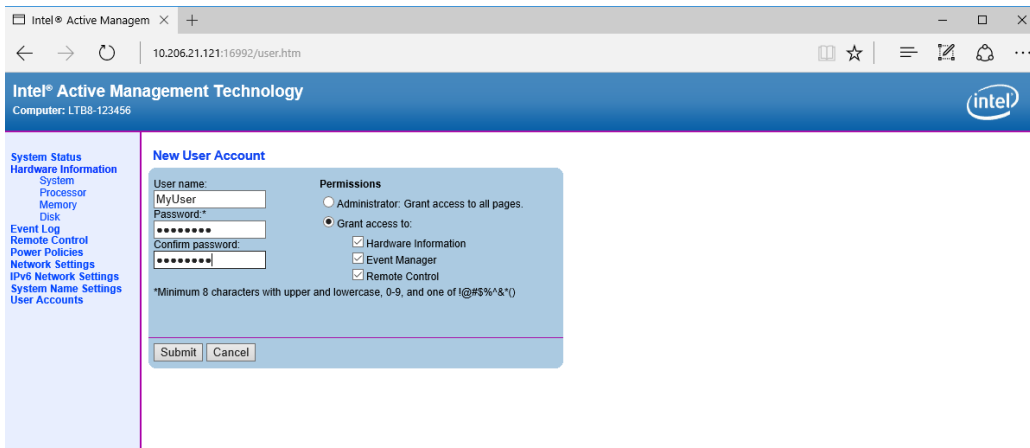 Intel® Active Managem
10.206.21.121:16992/user.htm
Intel® Active Management Technology
Computer: LTB8-123456
intel
System Status
Hardware Information
System
Processor
Memory
Disk
Event Log
Remote Control
Power Policies
Network Settings
IPv6 Network Settings
System Name Settings
User Accounts
New User Account
User name:
MyUser
Password:*
••••••••
Confirm password:
••••••••
Permissions
Administrator: Grant access to all pages.
Grant access to:
Hardware Information
Event Manager
Remote Control
*Minimum 8 characters with upper and lowercase, 0-9, and one of !@#$%^&*()
Submit Cancel